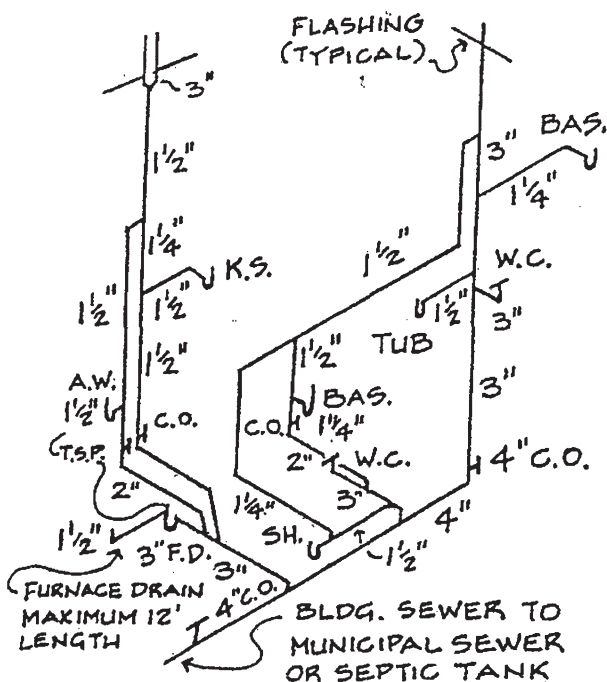 FLASHING
(TYPICAL)
3"
BAS.
1½"
3"
1¼"
1¼"
1½"
W.C.
K.S.
1½"
1½"
1½"
3"
TUB
1½"
1½"
3"
A.W.
BAS.
1½"
C.O.
C.O.
1¼"
4" C.O.
T.S.P.
2"
W.C.
2"
3"
1¼"
4"
1½"
3" F.D.
SH.
1½"
3"
FURNACE DRAIN
MAXIMUM 12'
LENGTH
4" C.O.
BLDG. SEWER TO
MUNICIPAL SEWER
OR SEPTIC TANK